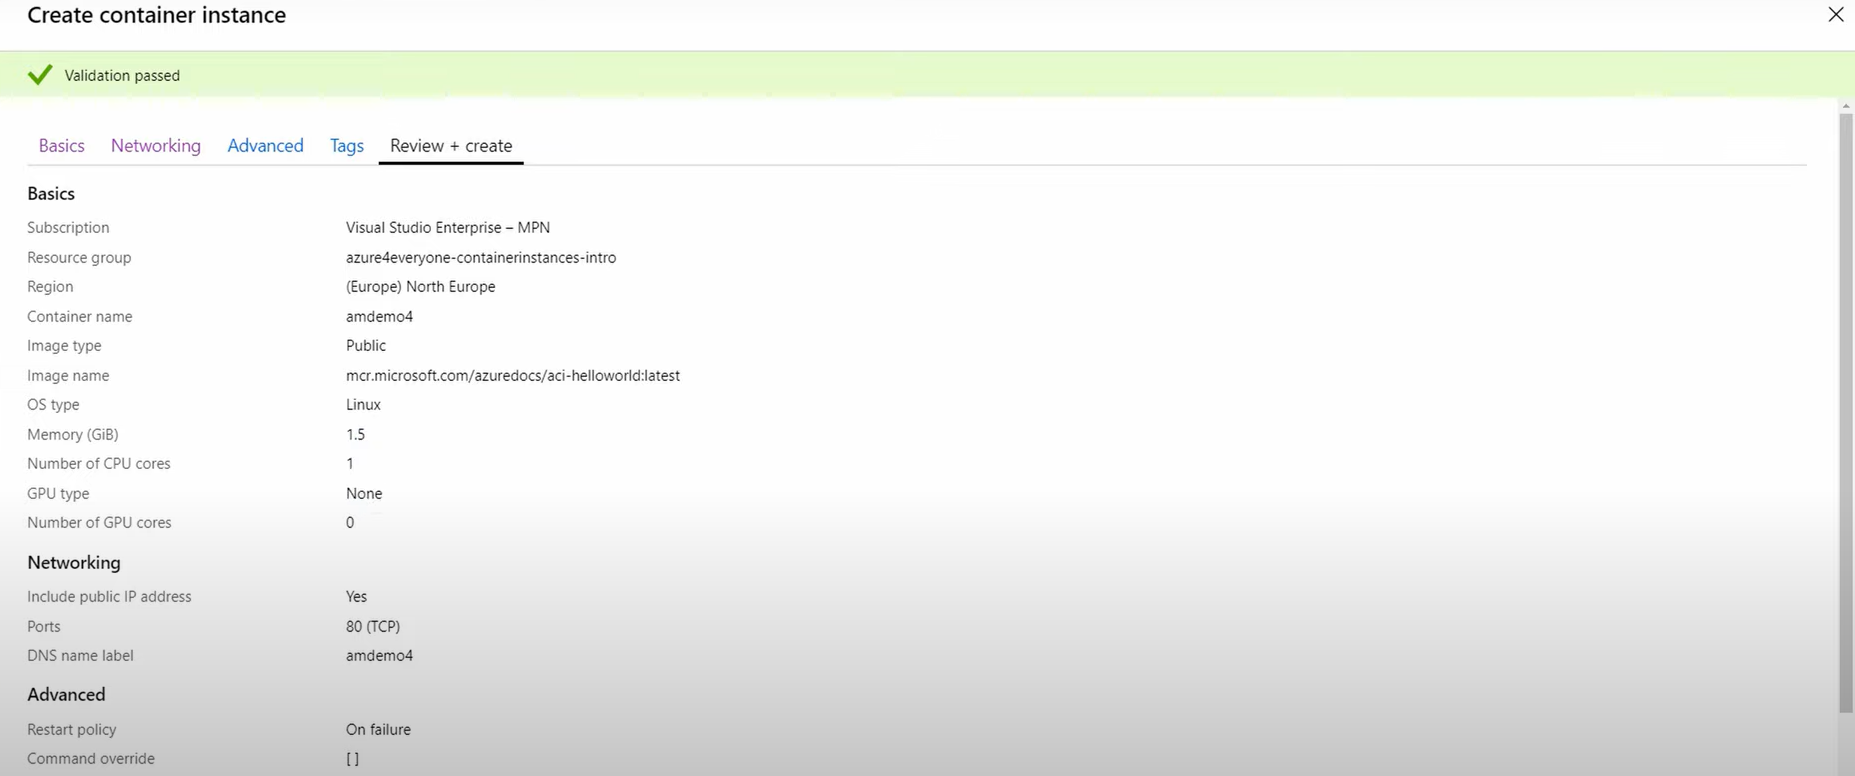 Create container instance
Validation passed
Basics Networking Advanced Tags Review + create
Basics
Subscription Visual Studio Enterprise – MPN
Resource group azure4everyone-containerinstances-intro
Region (Europe) North Europe
Container name amdemo4
Image type Public
Image name mcr.microsoft.com/azuredocs/aci-helloworld:latest
OS type Linux
Memory (GiB) 1.5
Number of CPU cores 1
GPU type None
Number of GPU cores 0
Networking
Include public IP address Yes
Ports 80 (TCP)
DNS name label amdemo4
Advanced
Restart policy On failure
Command override [ ]